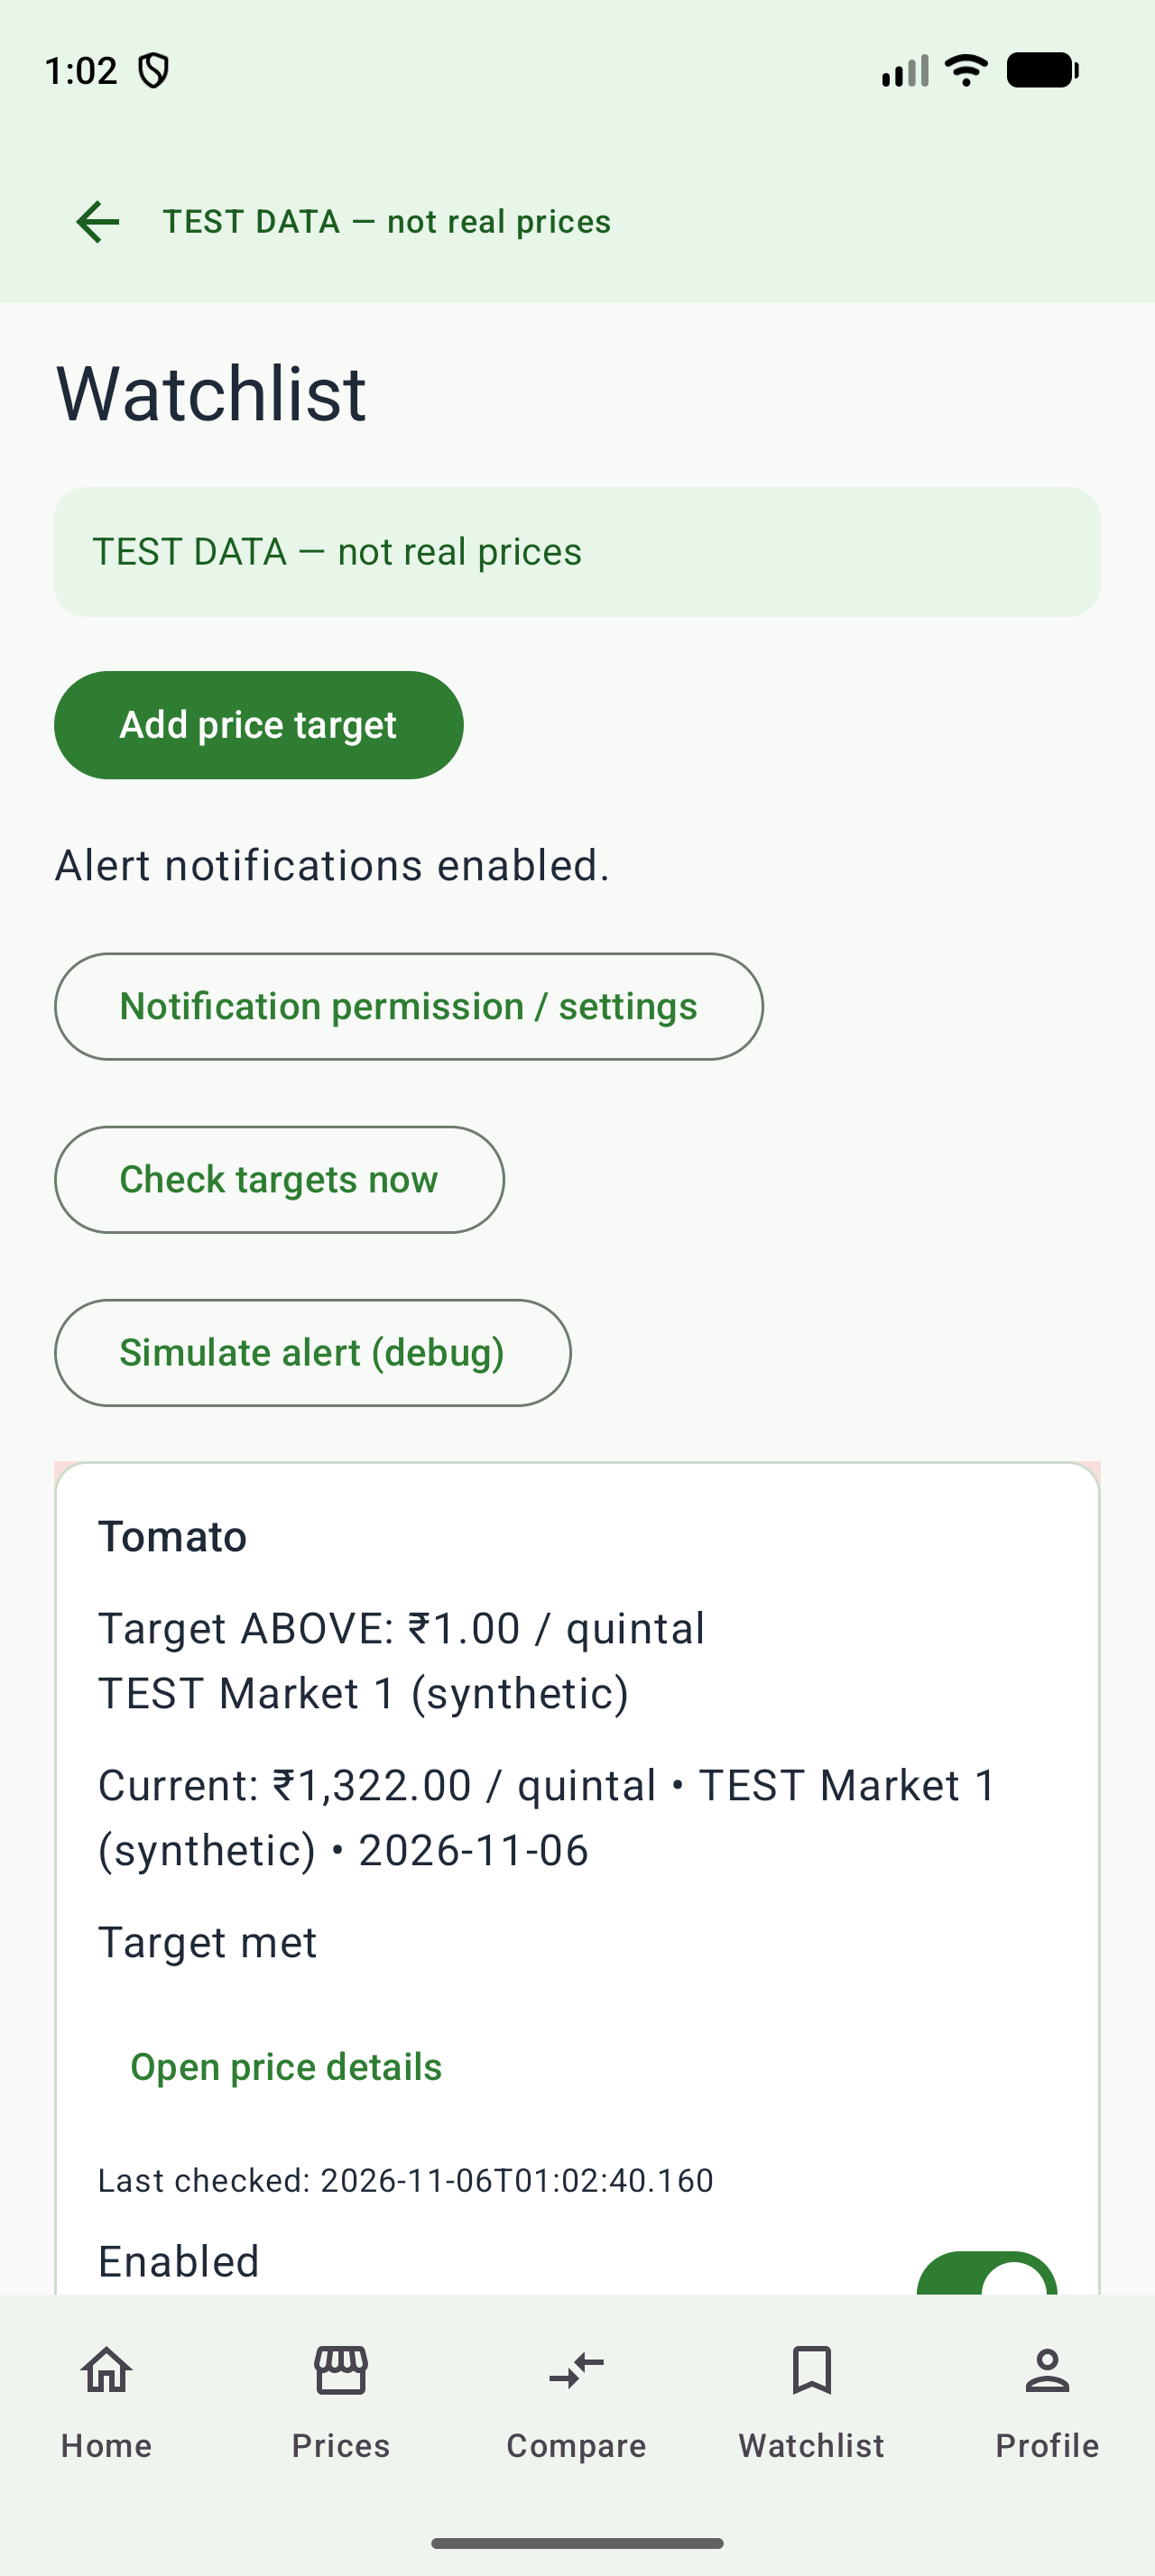 1:02
TEST DATA — not real prices
Watchlist
TEST DATA — not real prices
Add price target
Alert notifications enabled.
Notification permission / settings
Check targets now
Simulate alert (debug)
Tomato
Target ABOVE: ₹1.00 / quintal
TEST Market 1 (synthetic)
Current: ₹1,322.00 / quintal • TEST Market 1
(synthetic) • 2026-11-06
Target met
Open price details
Last checked: 2026-11-06T01:02:40.160
Enabled
Home Prices Compare Watchlist Profile